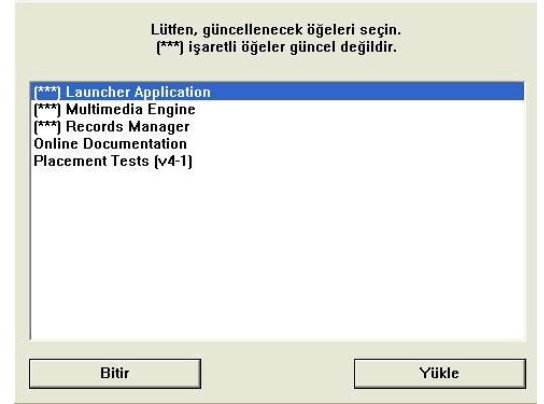 Lütfen, güncellenecek öğeleri seçin.
(***) işaretli öğeler güncel değildir.
(***) Launcher Application
(***) Multimedia Engine
(***) Records Manager
Online Documentation
Placement Tests (v4-1)
Bitir
Yükle